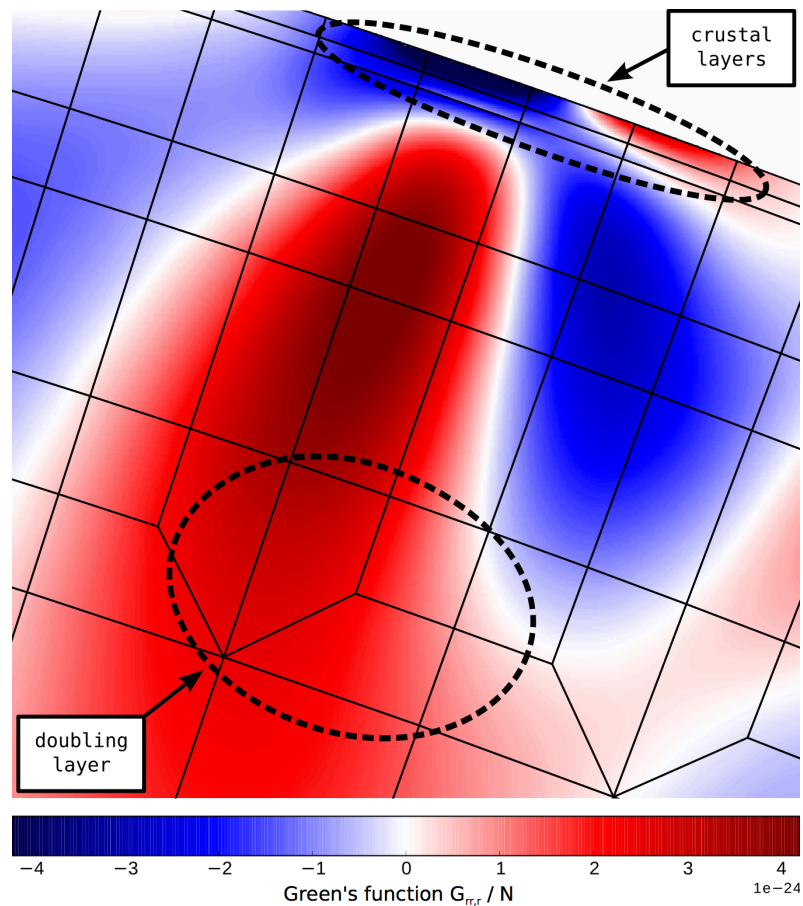 crustal
layers
doubling
layer
−4 −3 −2 −1 0 1 2 3 4
1e−24
Green's function G_rr,r / N